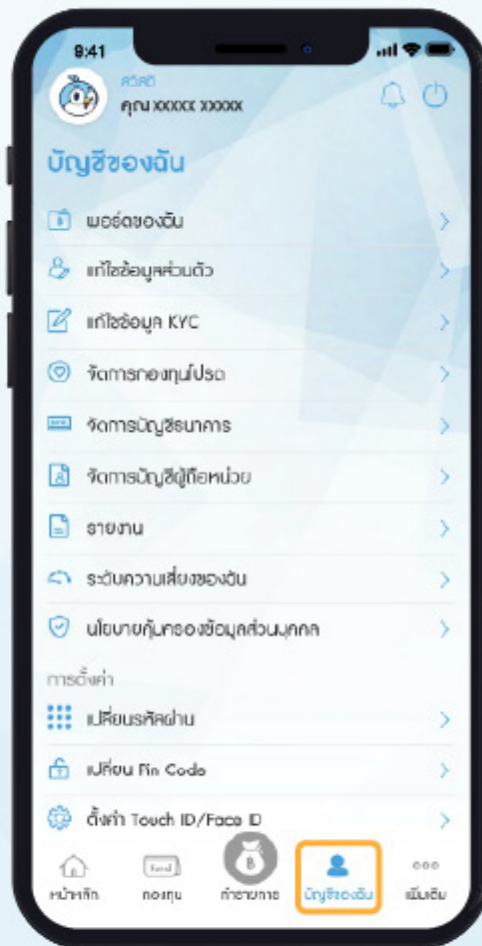 9:41
สวัสดี
คุณ xxxxx xxxxx
บัญชีของฉัน
พอร์ตของฉัน
แก้ไขข้อมูลส่วนตัว
แก้ไขข้อมูล KYC
จัดการกองทุนโปรด
จัดการบัญชีธนาคาร
จัดการบัญชีผู้ถือหน่วย
รายงาน
ระดับความเสี่ยงของฉัน
นโยบายคุ้มครองข้อมูลส่วนบุคคล
การตั้งค่า
เปลี่ยนรหัสผ่าน
เปลี่ยน Pin Code
ตั้งค่า Touch ID/Face ID
หน้าหลัก กองทุน ทำรายการ บัญชีของฉัน เพิ่มเติม